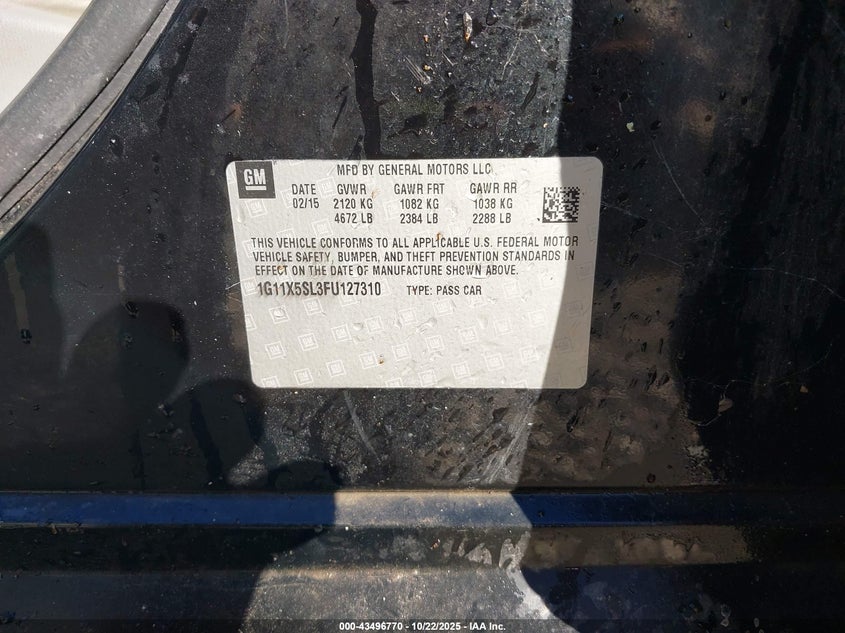 GM
MFD BY GENERAL MOTORS LLC
DATE GVWR GAWR FRT GAWR RR
02/15 2120 KG 1082 KG 1038 KG
4672 LB 2384 LB 2288 LB
THIS VEHICLE CONFORMS TO ALL APPLICABLE U.S. FEDERAL MOTOR
VEHICLE SAFETY, BUMPER, AND THEFT PREVENTION STANDARDS IN
EFFECT ON THE DATE OF MANUFACTURE SHOWN ABOVE.
1G11X5SL3FU127310 TYPE: PASS CAR
000-43496770 - 10/22/2025 - IAA Inc.